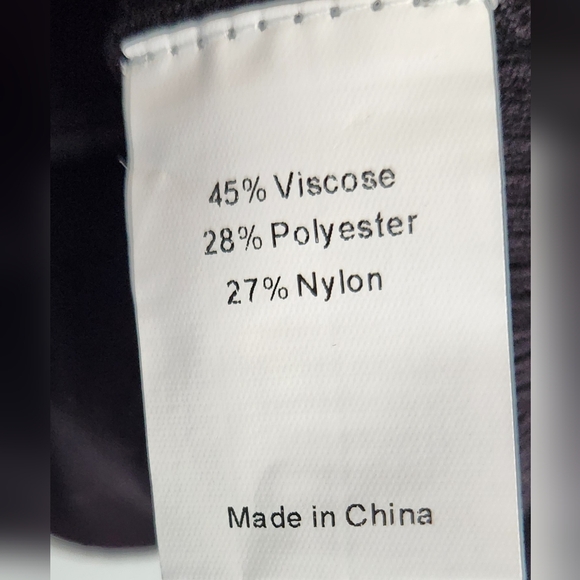 45% Viscose
28% Polyester
27% Nylon
Made in China